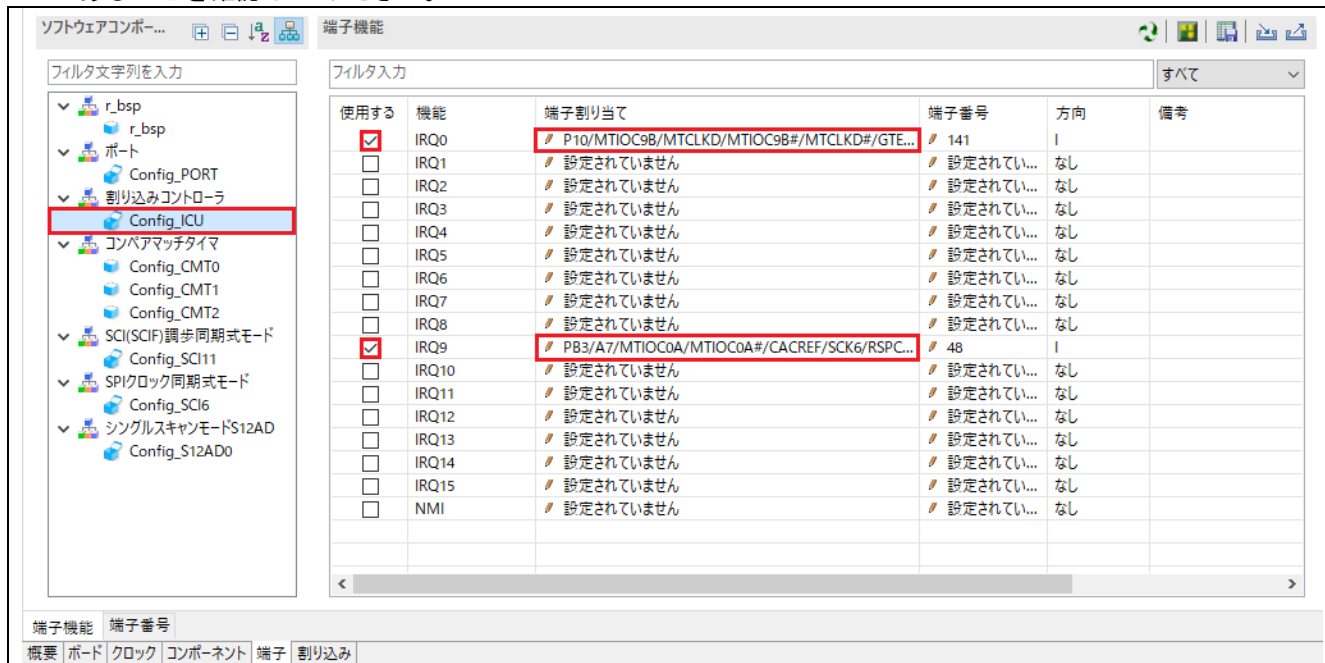 ソフトウェアコンポー...
端子機能
フィルタ文字列を入力
フィルタ入力
すべて
r_bsp
r_bsp
ポート
Config_PORT
割り込みコントローラ
Config_ICU
コンペアマッチタイマ
Config_CMT0
Config_CMT1
Config_CMT2
SCI(SCIF)調歩同期式モード
Config_SCI11
SPIクロック同期式モード
Config_SCI6
シングルスキャンモードS12AD
Config_S12AD0
使用する 機能 端子割り当て 端子番号 方向 備考
IRQ0 P10/MTIOC9B/MTCLKD/MTIOC9B#/MTCLKD#/GTE... 141 I
IRQ1 設定されていません 設定されてい... なし
IRQ2 設定されていません 設定されてい... なし
IRQ3 設定されていません 設定されてい... なし
IRQ4 設定されていません 設定されてい... なし
IRQ5 設定されていません 設定されてい... なし
IRQ6 設定されていません 設定されてい... なし
IRQ7 設定されていません 設定されてい... なし
IRQ8 設定されていません 設定されてい... なし
IRQ9 PB3/A7/MTIOC0A/MTIOC0A#/CACREF/SCK6/RSPC... 48 I
IRQ10 設定されていません 設定されてい... なし
IRQ11 設定されていません 設定されてい... なし
IRQ12 設定されていません 設定されてい... なし
IRQ13 設定されていません 設定されてい... なし
IRQ14 設定されていません 設定されてい... なし
IRQ15 設定されていません 設定されてい... なし
NMI 設定されていません 設定されてい... なし
端子機能 端子番号
概要 ボード クロック コンポーネント 端子 割り込み